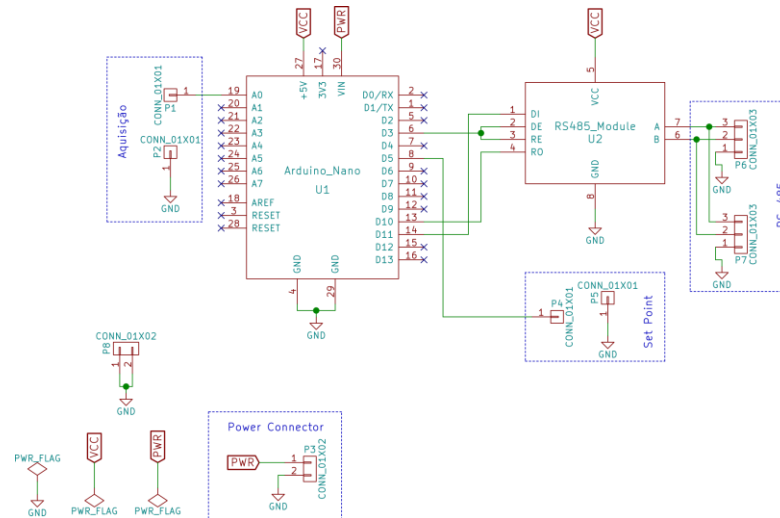 VCC
PWR
27
17
30
+5V
3V3
VIN
Aquisição
CONN_01X01
1
P1
CONN_01X01
P2
1
GND
19
A0
20
A1
21
A2
22
A3
23
A4
24
A5
25
A6
26
A7
18
AREF
3
RESET
28
RESET
Arduino_Nano
U1
D0/RX
2
D1/TX
1
D2
5
D3
6
D4
7
D5
8
D6
9
D7
10
D8
11
D9
12
D10
13
D11
14
D12
15
D13
16
GND
GND
4
29
GND
VCC
5
VCC
1
DI
2
DE
3
RE
4
RO
RS485_Module
U2
A
7
B
6
GND
8
GND
3
2
1
CONN_01X03
P6
GND
3
2
1
CONN_01X03
P7
GND
1
P4
CONN_01X01
CONN_01X01
P5
1
GND
Set Point
CONN_01X02
P8
1
2
GND
PWR_FLAG
GND
VCC
PWR_FLAG
PWR
PWR_FLAG
Power Connector
PWR
P3
1
2
CONN_01X02
GND